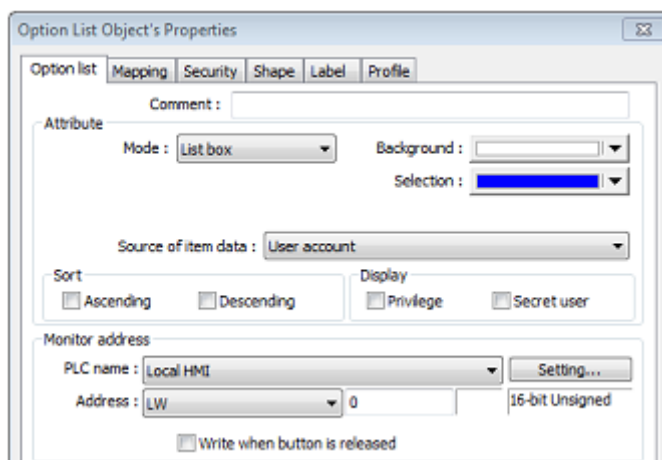 Option List Object's Properties
Option list Mapping Security Shape Label Profile
Comment :
Attribute
Mode : List box Background :
Selection :
Source of item data : User account
Sort Display
Ascending Descending Privilege Secret user
Monitor address
PLC name : Local HMI Setting...
Address : LW 0 16-bit Unsigned
Write when button is released